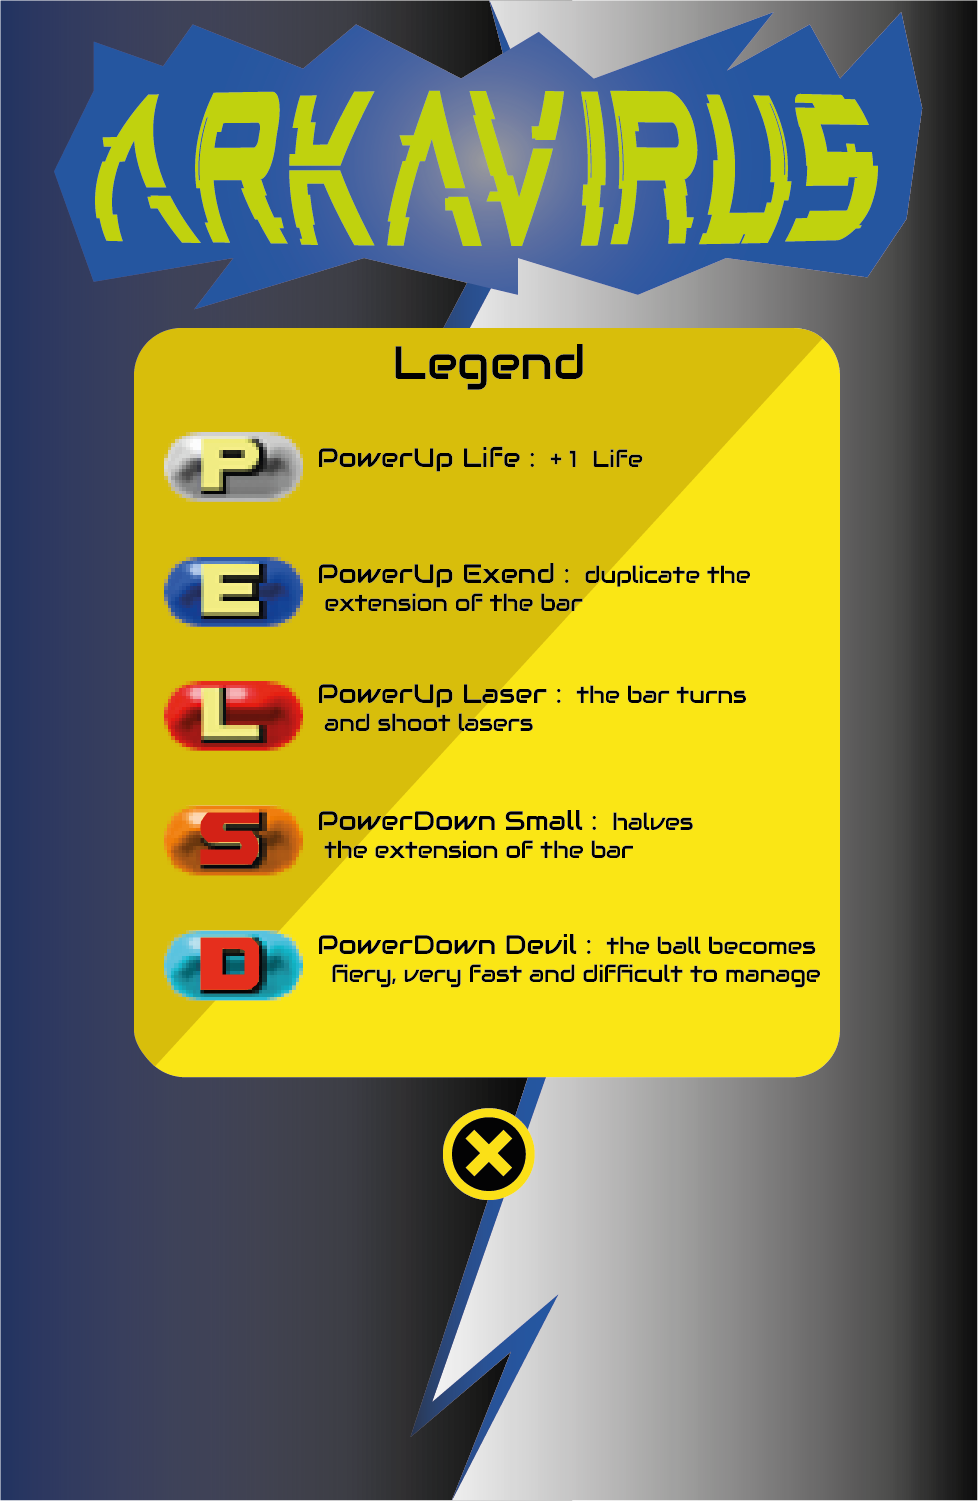 ARKAVIRUS
Legend
P PowerUp Life : +1 Life
E PowerUp Exend : duplicate the
extension of the bar
L PowerUp Laser : the bar turns
and shoot lasers
S PowerDown Small : halves
the extension of the bar
D PowerDown Devil : the ball becomes
fiery, very fast and difficult to manage